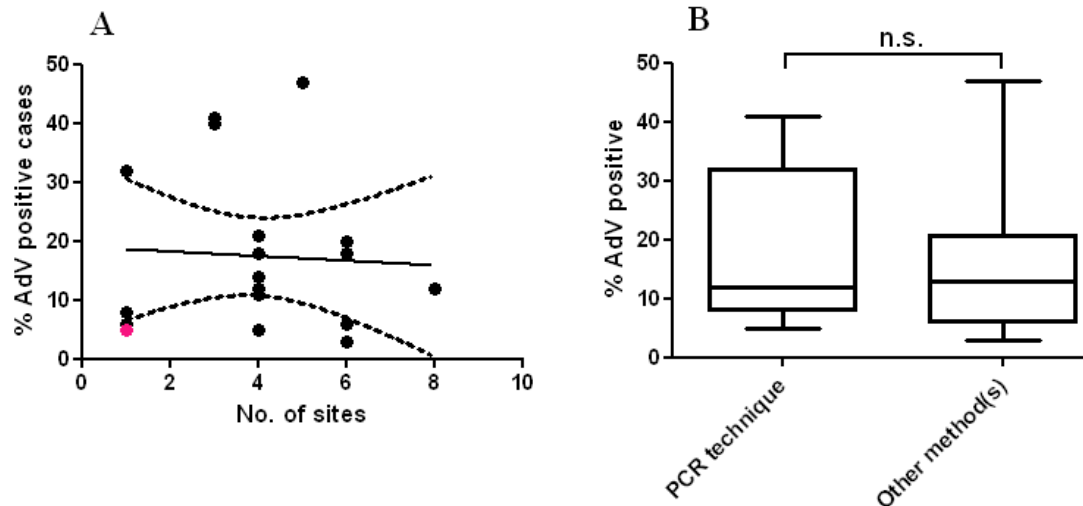 A
% AdV positive cases
50
40
30
20
10
0
0 2 4 6 8 10
No. of sites
B
n.s.
% AdV positive
50
40
30
20
10
0
PCR technique
Other method(s)